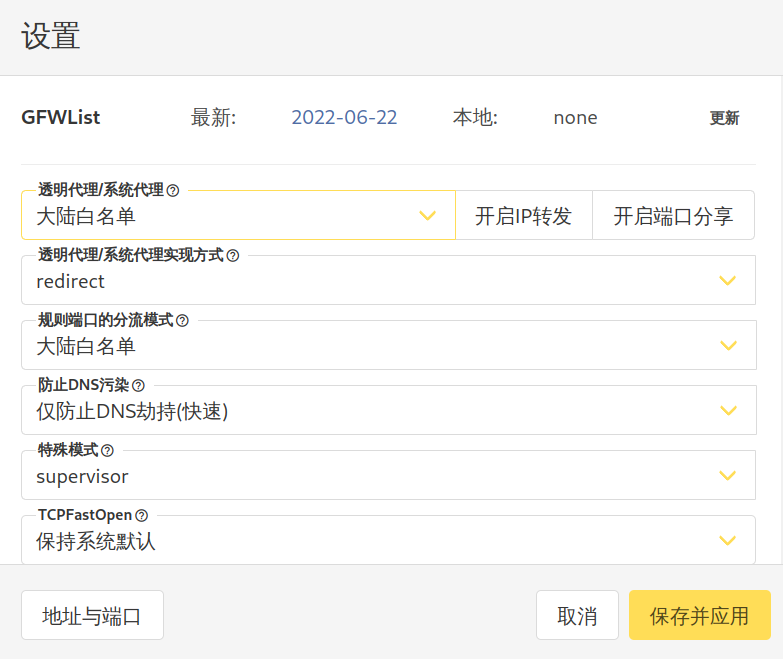 设置
GFWList 最新: 2022-06-22 本地: none 更新
透明代理/系统代理
大陆白名单 开启IP转发 开启端口分享
透明代理/系统代理实现方式
redirect
规则端口的分流模式
大陆白名单
防止DNS污染
仅防止DNS劫持(快速)
特殊模式
supervisor
TCPFastOpen
保持系统默认
地址与端口 取消 保存并应用